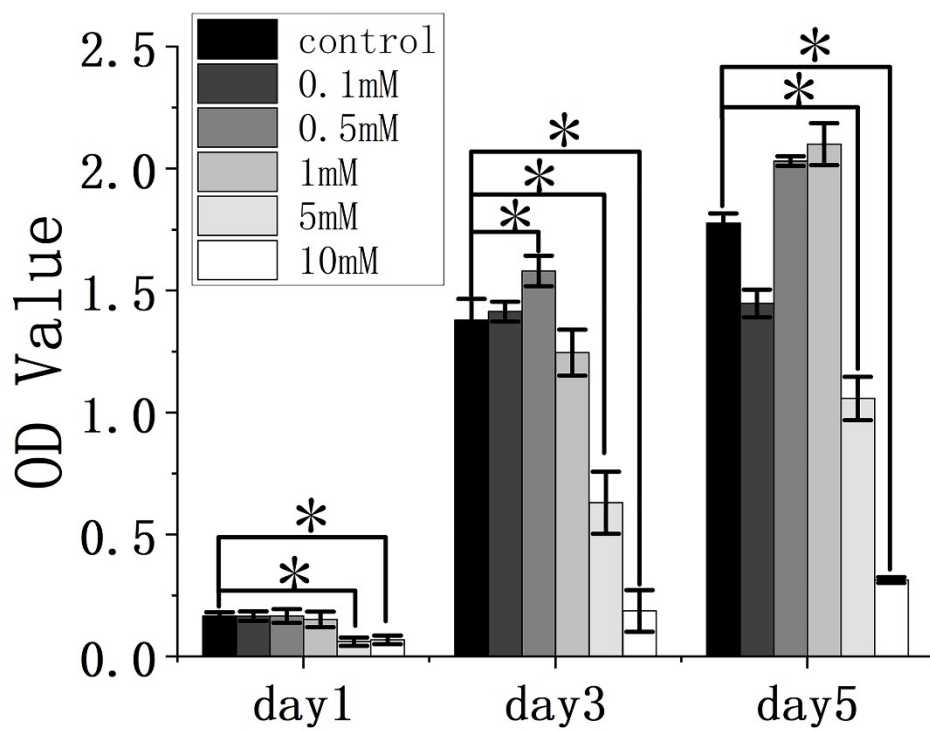 OD Value
2.5
2.0
1.5
1.0
0.5
0.0
control
0.1mM
0.5mM
1mM
5mM
10mM
*
*
*
*
*
*
*
day1
day3
day5